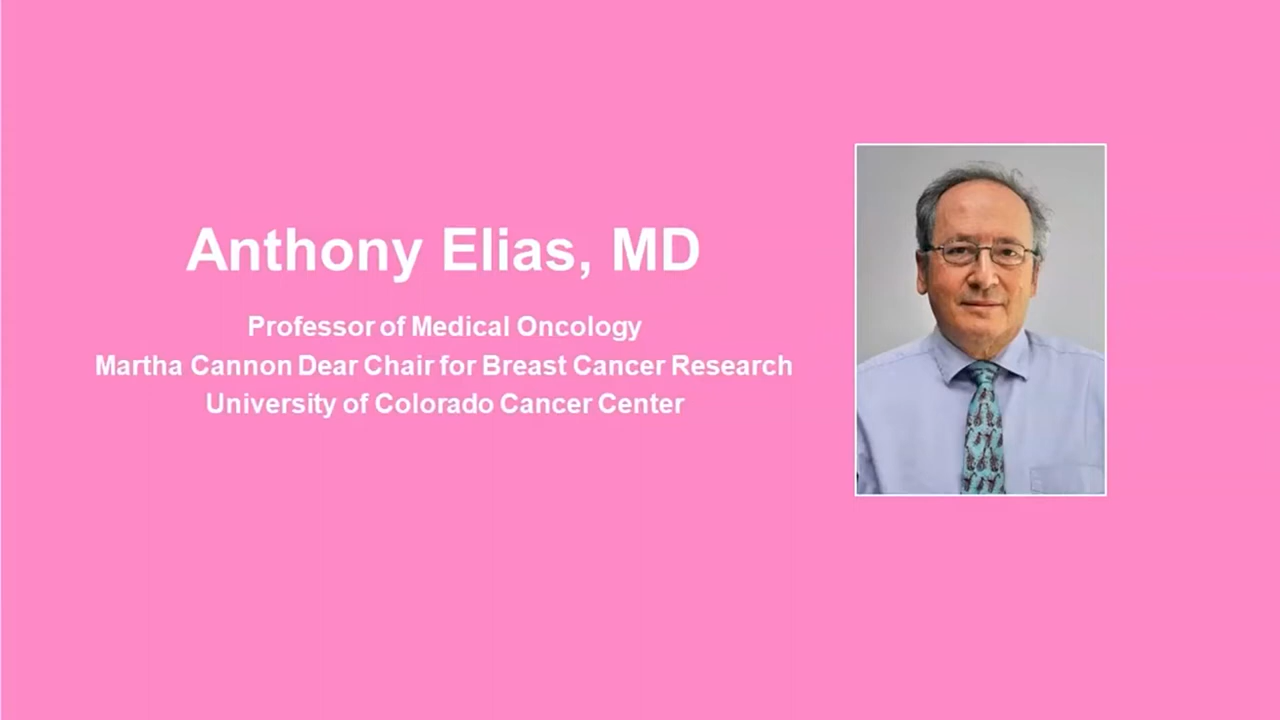 Anthony Elias, MD
Professor of Medical Oncology
Martha Cannon Dear Chair for Breast Cancer Research
University of Colorado Cancer Center